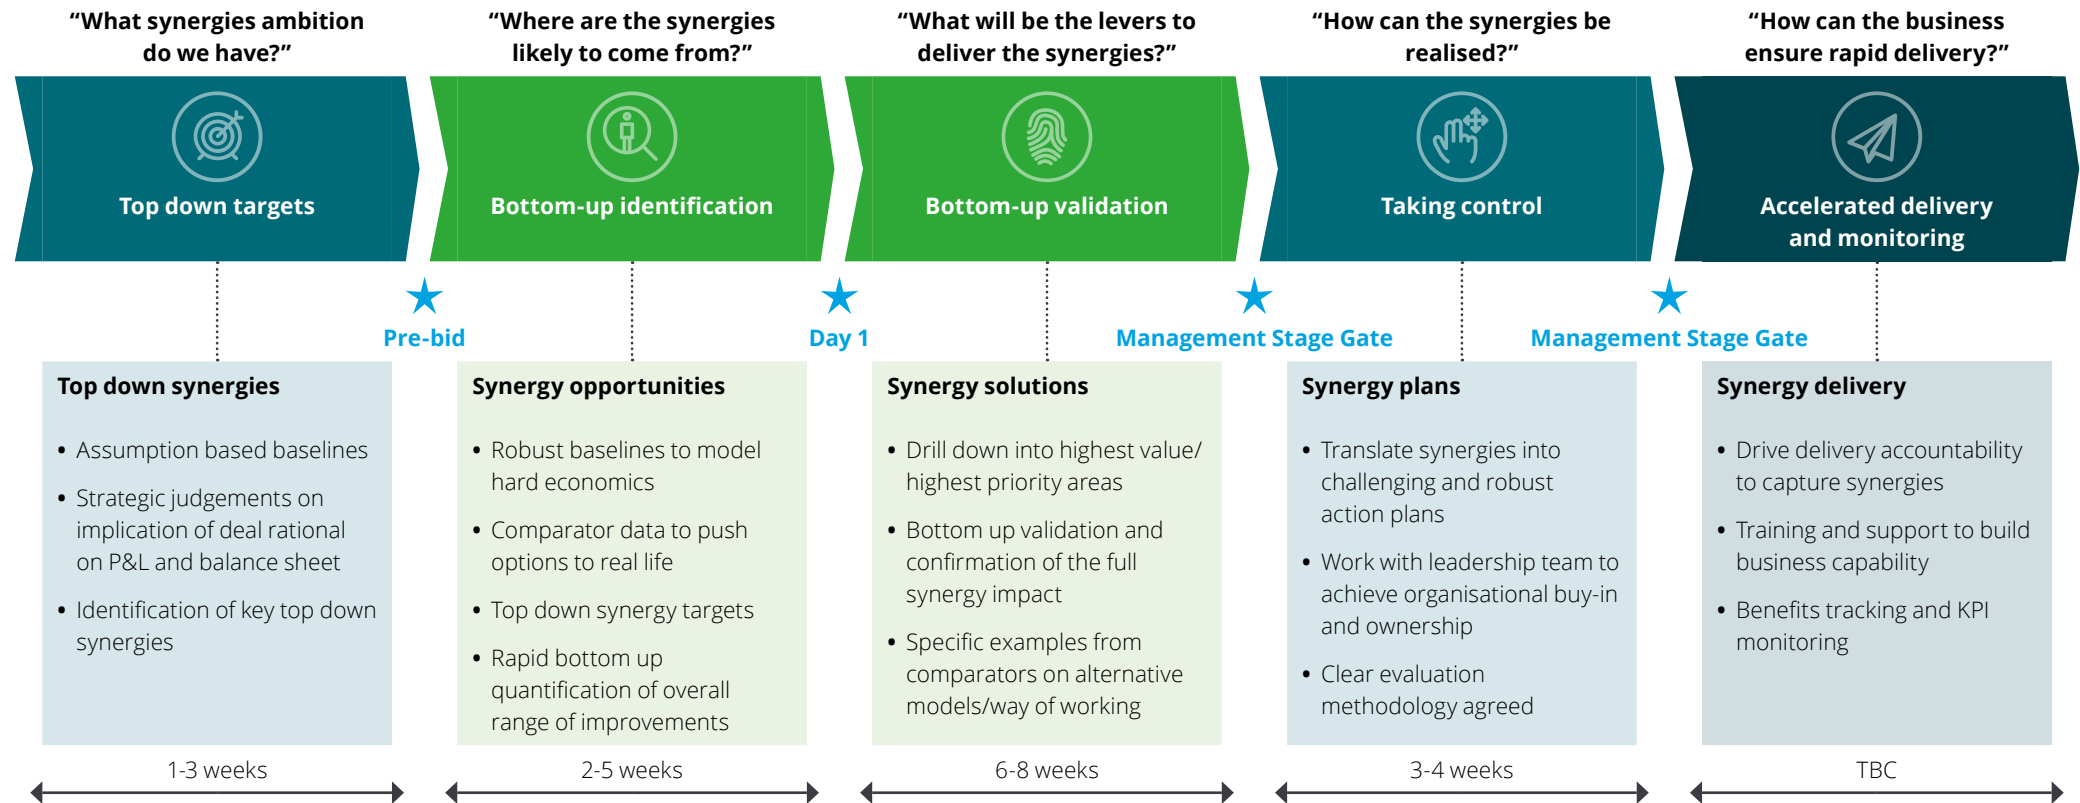 “What synergies ambition
do we have?”
“Where are the synergies
likely to come from?”
“What will be the levers to
deliver the synergies?”
“How can the synergies be
realised?”
“How can the business
ensure rapid delivery?”
Top down targets
Bottom-up identification
Bottom-up validation
Taking control
Accelerated delivery
and monitoring
Pre-bid
Day 1
Management Stage Gate
Management Stage Gate
Top down synergies
• Assumption based baselines
• Strategic judgements on
implication of deal rational
on P&L and balance sheet
• Identification of key top down
synergies
Synergy opportunities
• Robust baselines to model
hard economics
• Comparator data to push
options to real life
• Top down synergy targets
• Rapid bottom up
quantification of overall
range of improvements
Synergy solutions
• Drill down into highest value/
highest priority areas
• Bottom up validation and
confirmation of the full
synergy impact
• Specific examples from
comparators on alternative
models/way of working
Synergy plans
• Translate synergies into
challenging and robust
action plans
• Work with leadership team to
achieve organisational buy-in
and ownership
• Clear evaluation
methodology agreed
Synergy delivery
• Drive delivery accountability
to capture synergies
• Training and support to build
business capability
• Benefits tracking and KPI
monitoring
1-3 weeks
2-5 weeks
6-8 weeks
3-4 weeks
TBC